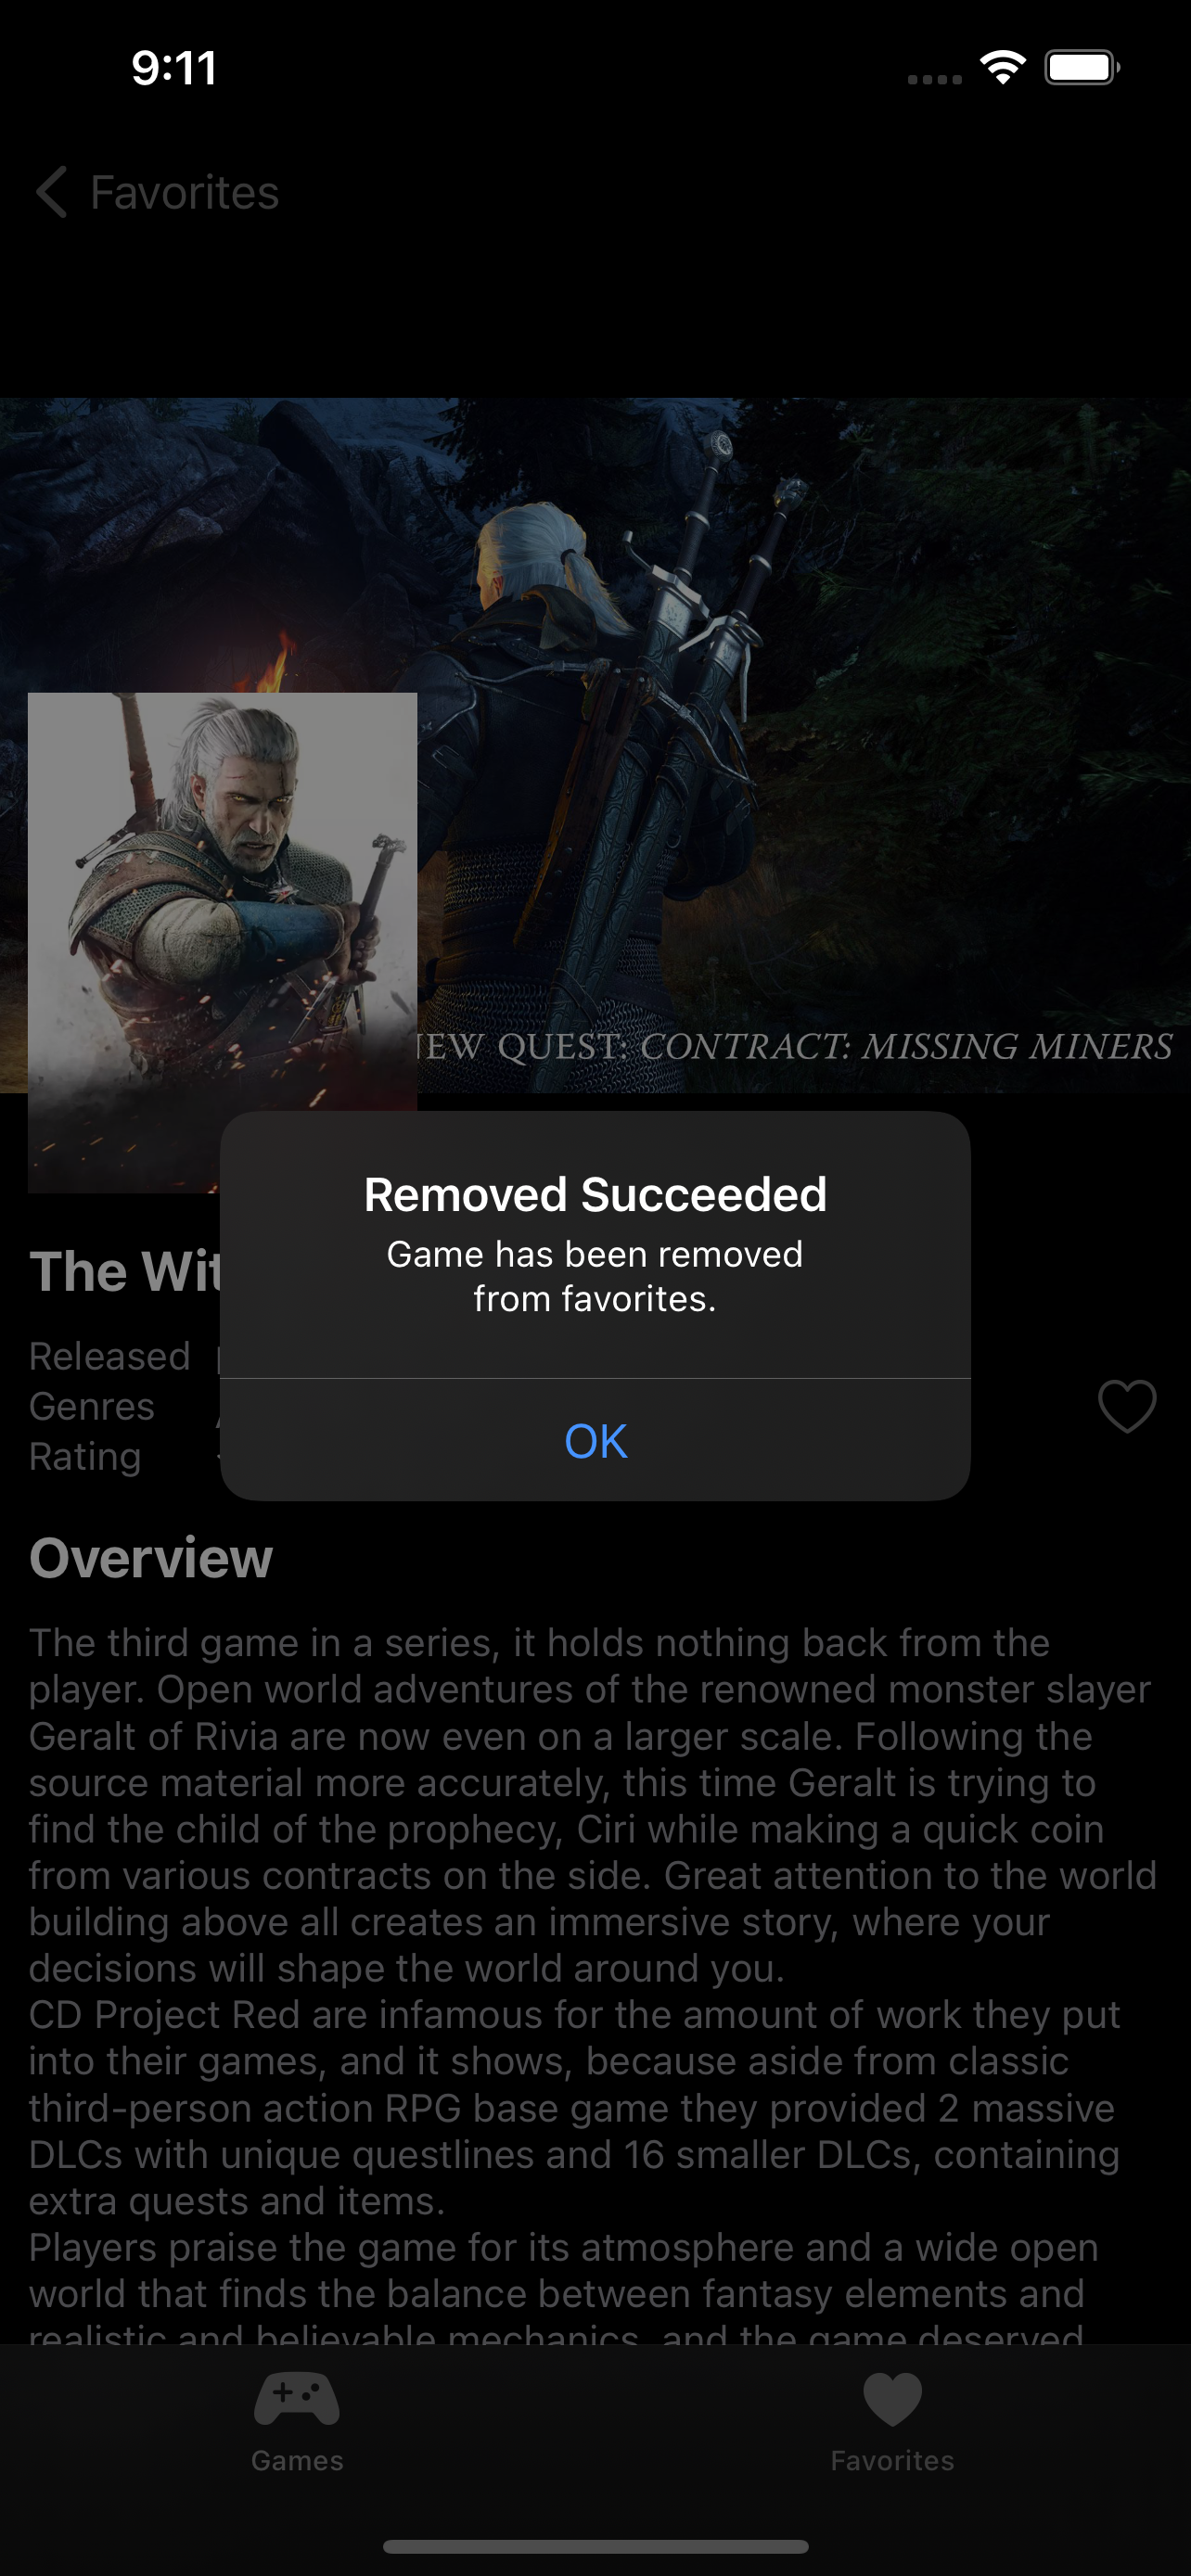 9:11
Favorites
EW QUEST: CONTRACT: MISSING MINERS
Removed Succeeded
Game has been removed
from favorites.
The Wit
Released
Genres
Rating
OK
Overview
The third game in a series, it holds nothing back from the
player. Open world adventures of the renowned monster slayer
Geralt of Rivia are now even on a larger scale. Following the
source material more accurately, this time Geralt is trying to
find the child of the prophecy, Ciri while making a quick coin
from various contracts on the side. Great attention to the world
building above all creates an immersive story, where your
decisions will shape the world around you.
CD Project Red are infamous for the amount of work they put
into their games, and it shows, because aside from classic
third-person action RPG base game they provided 2 massive
DLCs with unique questlines and 16 smaller DLCs, containing
extra quests and items.
Players praise the game for its atmosphere and a wide open
world that finds the balance between fantasy elements and
realistic and believable mechanics, and the game deserved
Games
Favorites